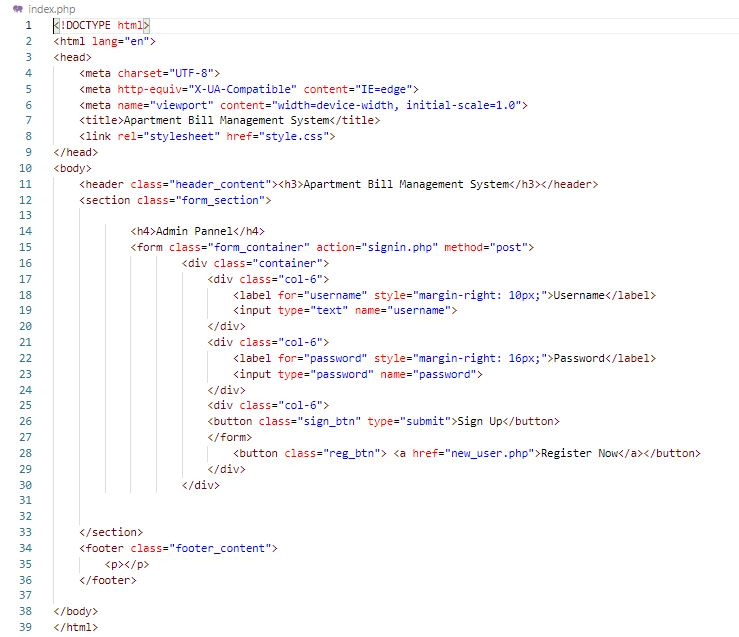 index.php
1 <!DOCTYPE html>
2 <html lang="en">
3 <head>
4     <meta charset="UTF-8">
5     <meta http-equiv="X-UA-Compatible" content="IE=edge">
6     <meta name="viewport" content="width=device-width, initial-scale=1.0">
7     <title>Apartment Bill Management System</title>
8     <link rel="stylesheet" href="style.css">
9 </head>
10 <body>
11     <header class="header_content"><h3>Apartment Bill Management System</h3></header>
12     <section class="form_section">
13
14             <h4>Admin Pannel</h4>
15             <form class="form_container" action="signin.php" method="post">
16                     <div class="container">
17                         <div class="col-6">
18                             <label for="username" style="margin-right: 10px;">Username</label>
19                             <input type="text" name="username">
20                         </div>
21                         <div class="col-6">
22                             <label for="password" style="margin-right: 16px;">Password</label>
23                             <input type="password" name="password">
24                         </div>
25                         <div class="col-6">
26                         <button class="sign_btn" type="submit">Sign Up</button>
27                         </form>
28                             <button class="reg_btn"> <a href="new_user.php">Register Now</a></button>
29                         </div>
30                     </div>
31
32
33     </section>
34     <footer class="footer_content">
35         <p></p>
36     </footer>
37
38 </body>
39 </html>